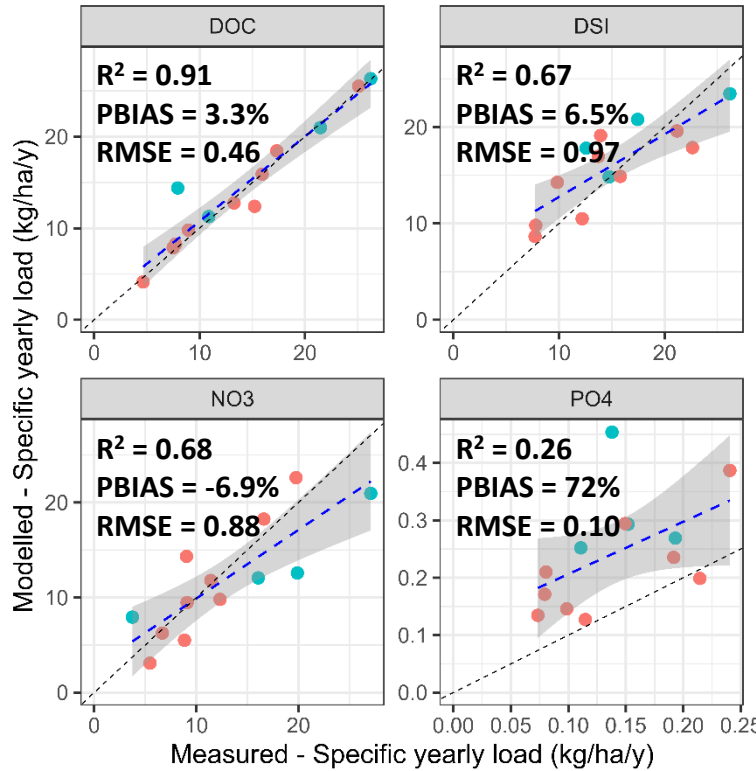 DOC
R² = 0.91
PBIAS = 3.3%
RMSE = 0.46
20
10
0
0 10 20
DSI
R² = 0.67
PBIAS = 6.5%
RMSE = 0.97
20
10
0
0 10 20
NO3
R² = 0.68
PBIAS = -6.9%
RMSE = 0.88
20
10
0
0 10 20
PO4
R² = 0.26
PBIAS = 72%
RMSE = 0.10
0.4
0.3
0.2
0.1
0.0
0.00 0.05 0.10 0.15 0.20 0.25
Modelled - Specific yearly load (kg/ha/y)
Measured - Specific yearly load (kg/ha/y)